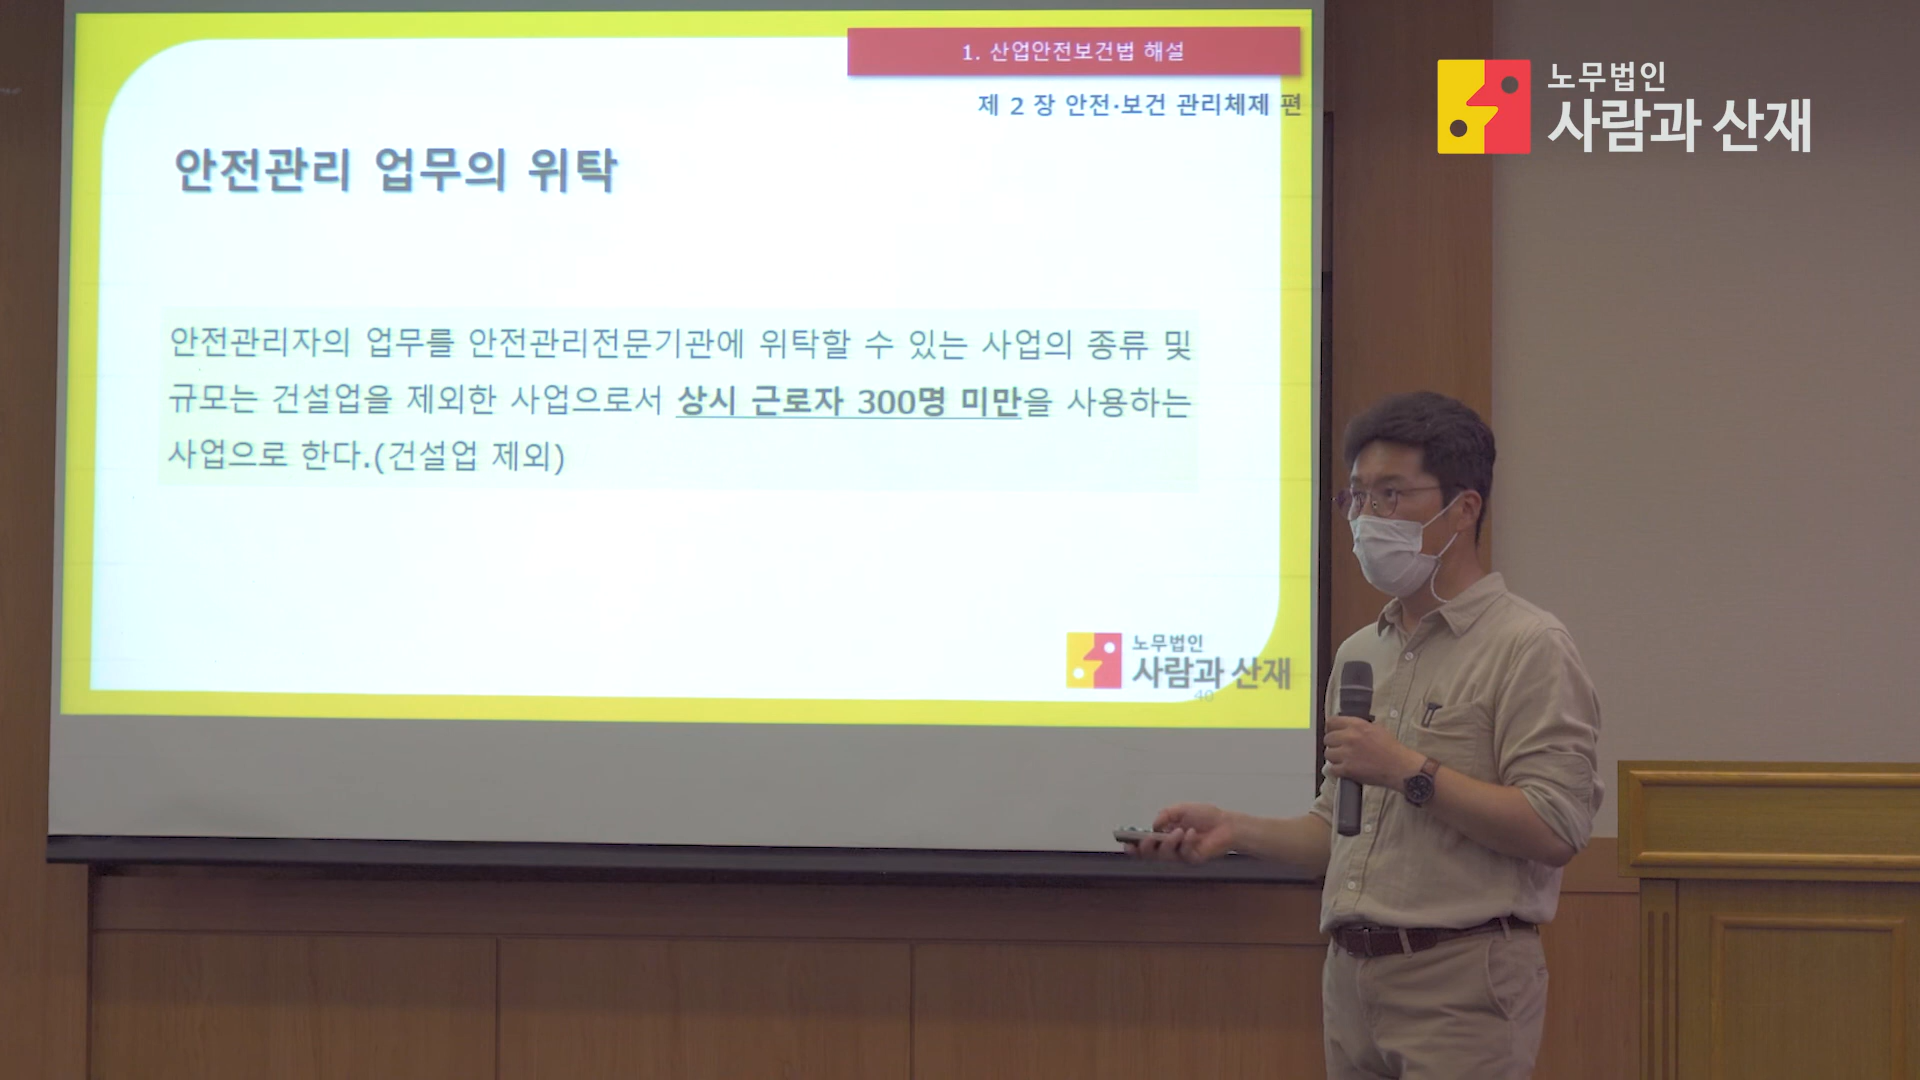 1. 산업안전보건법 해설
제 2 장 안전·보건 관리체제 편
안전관리 업무의 위탁
안전관리자의 업무를 안전관리전문기관에 위탁할 수 있는 사업의 종류 및
규모는 건설업을 제외한 사업으로서 상시 근로자 300명 미만을 사용하는
사업으로 한다.(건설업 제외)
노무법인
사람과 산재
40
노무법인
사람과 산재